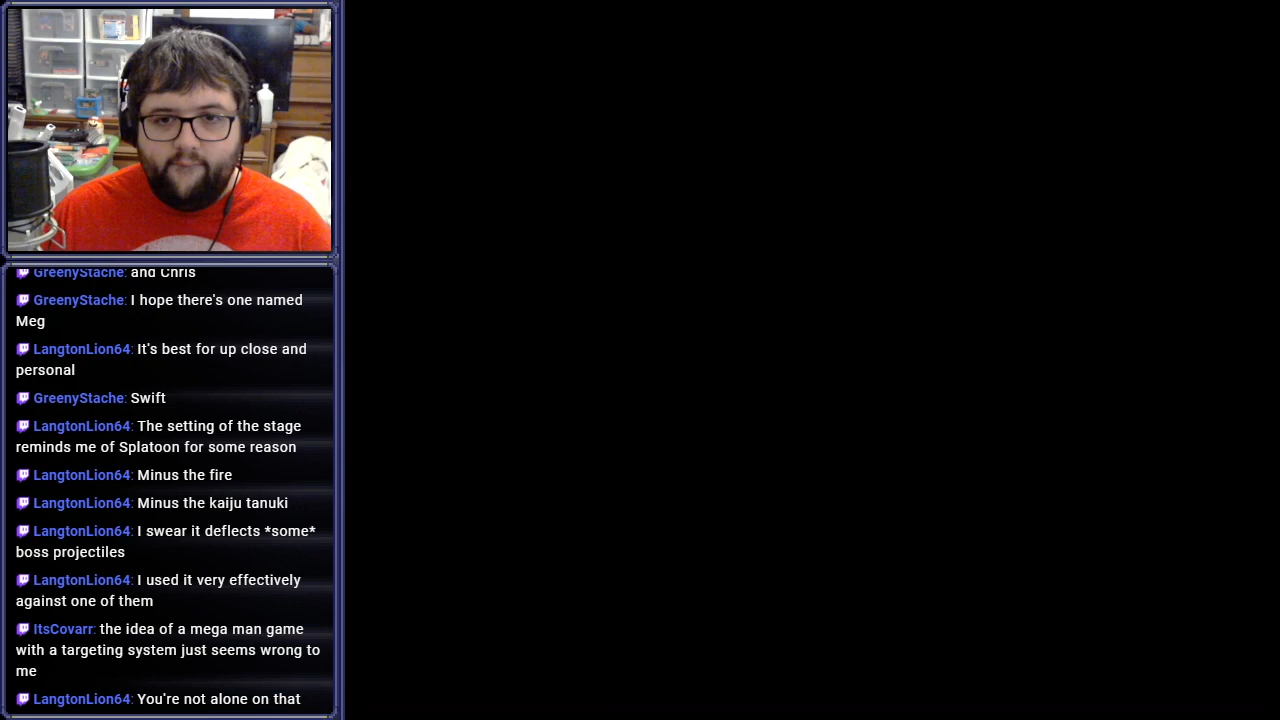 GreenyStache: and Chris
GreenyStache: I hope there's one named
Meg
LangtonLion64: It's best for up close and
personal
GreenyStache: Swift
LangtonLion64: The setting of the stage
reminds me of Splatoon for some reason
LangtonLion64: Minus the fire
LangtonLion64: Minus the kaiju tanuki
LangtonLion64: I swear it deflects *some*
boss projectiles
LangtonLion64: I used it very effectively
against one of them
ItsCovarr: the idea of a mega man game
with a targeting system just seems wrong to
me
LangtonLion64: You're not alone on that